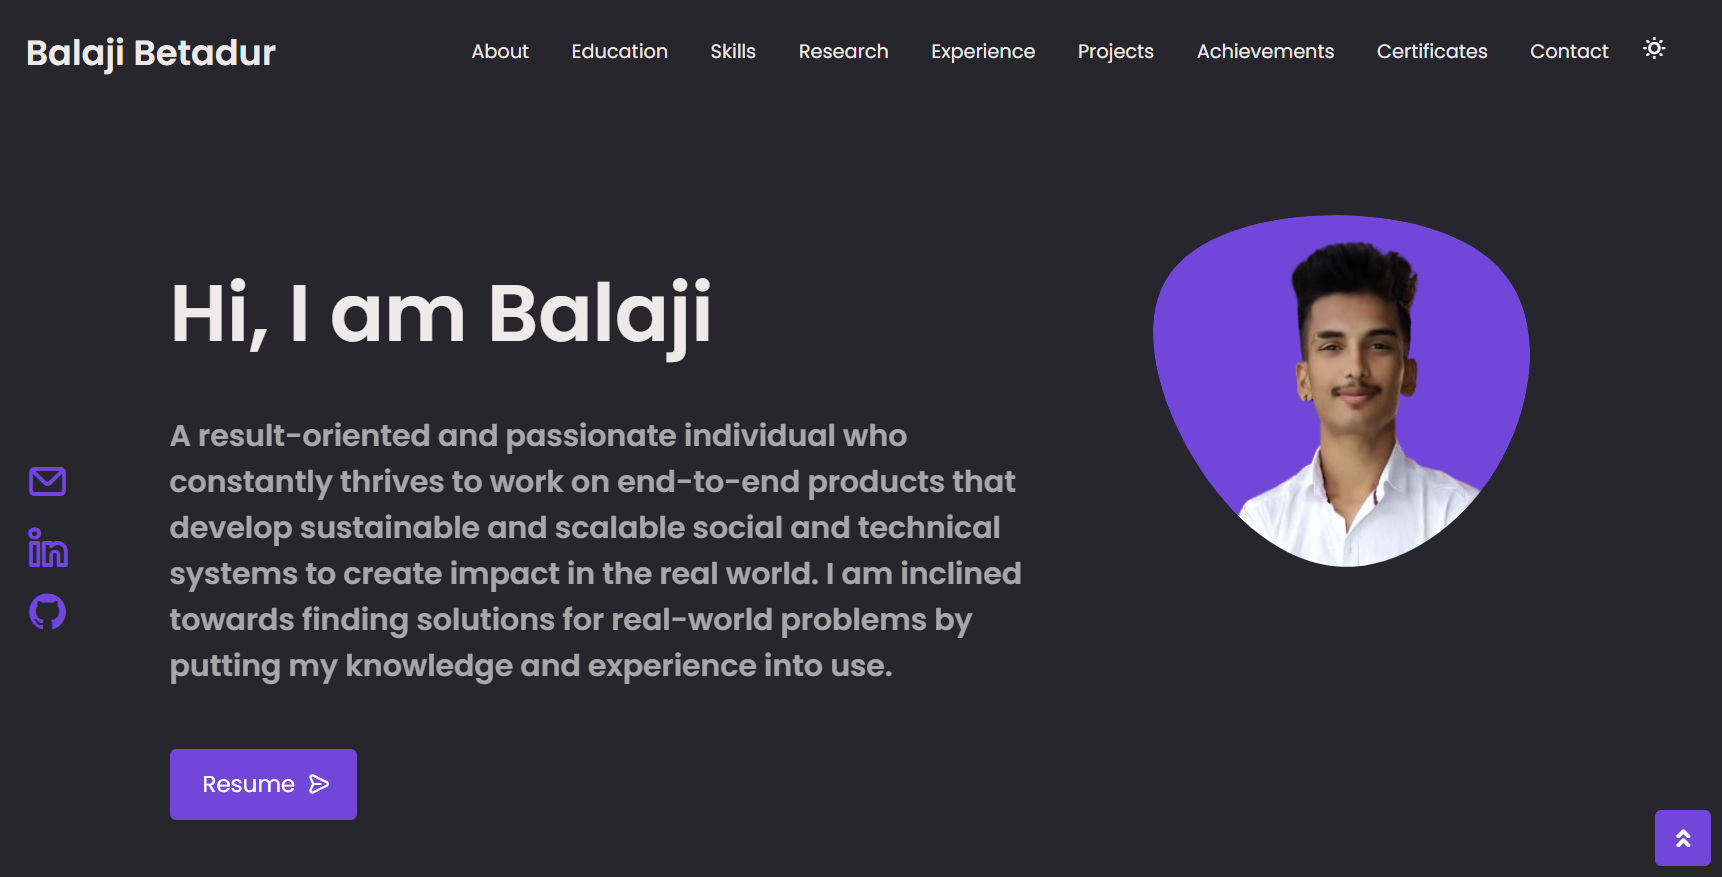 Balaji Betadur
About Education Skills Research Experience Projects Achievements Certificates Contact
Hi, I am Balaji
A result-oriented and passionate individual who
constantly thrives to work on end-to-end products that
develop sustainable and scalable social and technical
systems to create impact in the real world. I am inclined
towards finding solutions for real-world problems by
putting my knowledge and experience into use.
in
Resume